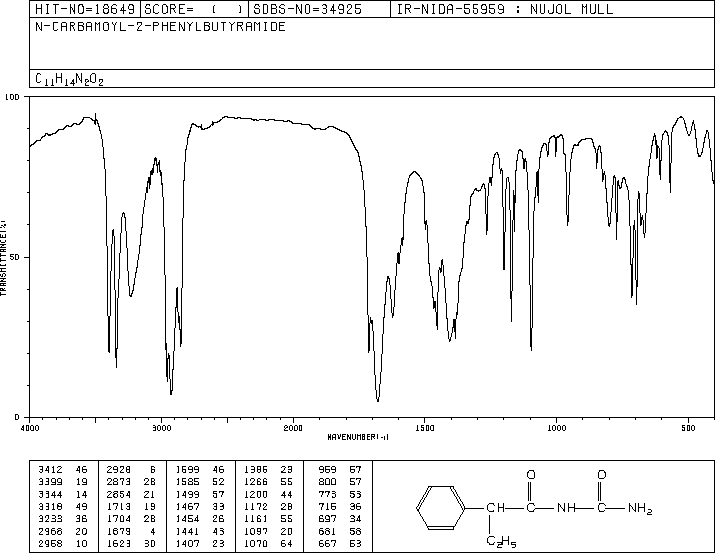 HIT-NO=18649 SCORE= ( ) SDBS-NO=34925 IR-NIDA-55959 : NUJOL MULL
N-CARBAMOYL-2-PHENYLBUTYRAMIDE
C11H14N2O2
100
50
0
TRANSMITTANCE(%)
4000 3000 2000 1500 1000 500
WAVENUMBER(-1)
3412 46 2928 6 1599 46 1386 23 959 57
3399 19 2873 28 1585 52 1266 55 800 57
3344 14 2854 21 1499 57 1200 44 773 53
3318 49 1713 19 1467 33 1172 28 716 36
3233 36 1704 28 1454 26 1161 55 697 34
2968 20 1679 4 1441 43 1097 20 681 58
2958 10 1623 30 1407 23 1070 64 667 53
O O
CH C NH C NH2
C2H5